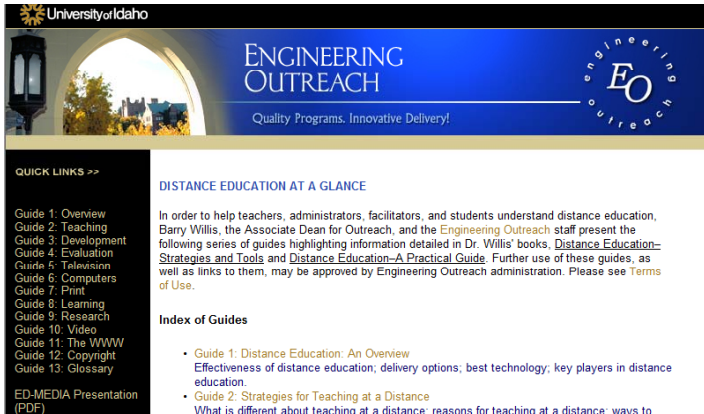 University of Idaho
ENGINEERING
OUTREACH
Quality Programs. Innovative Delivery!
engineering
EO
outreach
QUICK LINKS >>
Guide 1: Overview
Guide 2: Teaching
Guide 3: Development
Guide 4: Evaluation
Guide 5: Television
Guide 6: Computers
Guide 7: Print
Guide 8: Learning
Guide 9: Research
Guide 10: Video
Guide 11: The WWW
Guide 12: Copyright
Guide 13: Glossary
ED-MEDIA Presentation
(PDF)
DISTANCE EDUCATION AT A GLANCE
In order to help teachers, administrators, facilitators, and students understand distance education,
Barry Willis, the Associate Dean for Outreach, and the Engineering Outreach staff present the
following series of guides highlighting information detailed in Dr. Willis' books, Distance Education–
Strategies and Tools and Distance Education–A Practical Guide. Further use of these guides, as
well as links to them, may be approved by Engineering Outreach administration. Please see Terms
of Use.
Index of Guides
• Guide 1: Distance Education: An Overview
Effectiveness of distance education; delivery options; best technology; key players in distance
education.
• Guide 2: Strategies for Teaching at a Distance
What is different about teaching at a distance; reasons for teaching at a distance; ways to